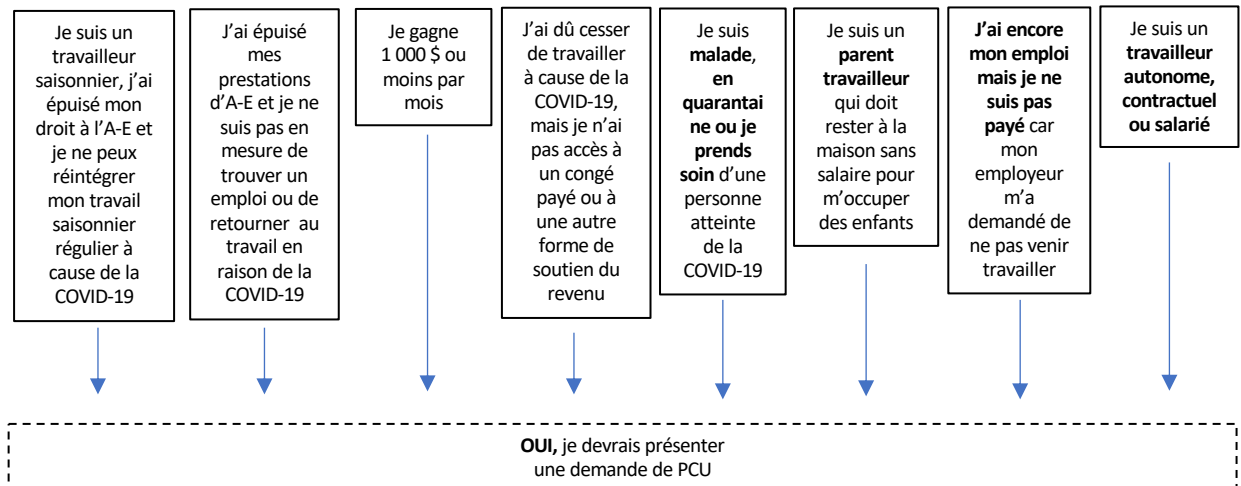 Je suis un
travailleur
saisonnier, j’ai
épuisé mon
droit à l’A-E et
je ne peux
réintégrer
mon travail
saisonnier
régulier à
cause de la
COVID-19
J’ai épuisé
mes
prestations
d’A-E et je ne
suis pas en
mesure de
trouver un
emploi ou de
retourner au
travail en
raison de la
COVID-19
Je gagne
1 000 $ ou
moins par
mois
J’ai dû cesser
de travailler
à cause de la
COVID-19,
mais je n’ai
pas accès à
un congé
payé ou à
une autre
forme de
soutien du
revenu
Je suis
malade,
en
quarantai
ne ou je
prends
soin d’une
personne
atteinte
de la
COVID-19
Je suis un
parent
travailleur
qui doit
rester à la
maison sans
salaire pour
m’occuper
des enfants
J’ai encore
mon emploi
mais je ne
suis pas
payé car
mon
employeur
m’a
demandé de
ne pas venir
travailler
Je suis un
travailleur
autonome,
contractuel
ou salarié
OUI, je devrais présenter
une demande de PCU